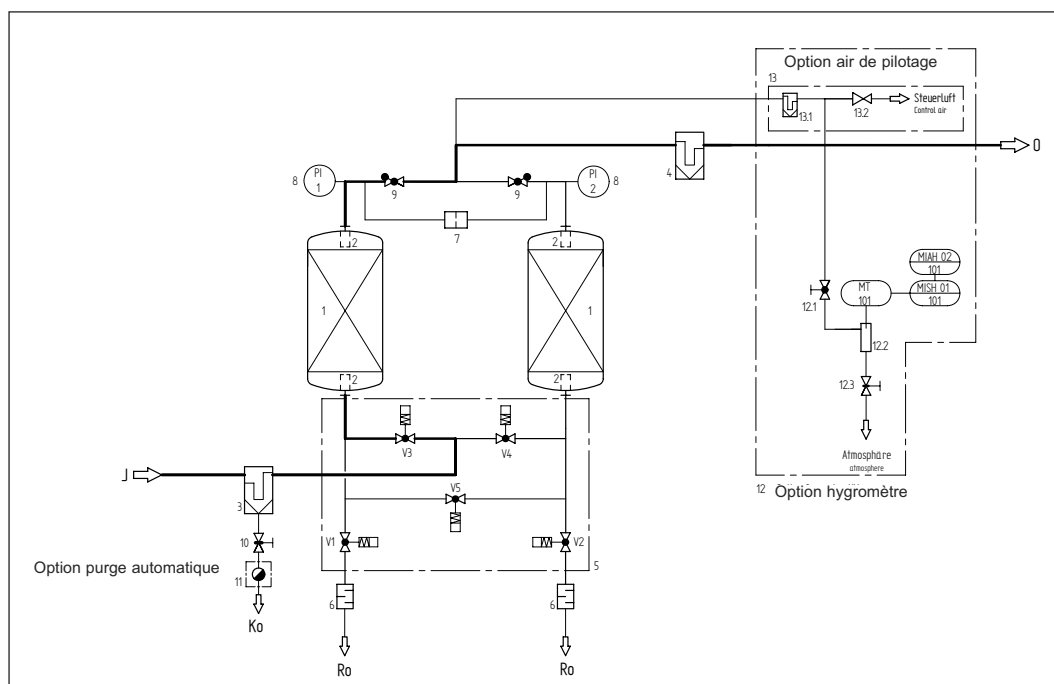 Option air de pilotage
13
Steuerluft
Control air
13.1
13.2
O
4
8
PI
1
9
9
PI
2
8
7
2
2
1
1
2
2
MIAH 02
101
MT
101
MISH 01
101
12.1
12.2
12.3
Atmosphäre
atmosphere
12
Option hygromètre
V3
V4
J
3
V5
10
V1
V2
5
Option purge automatique
11
6
6
Ko
Ro
Ro